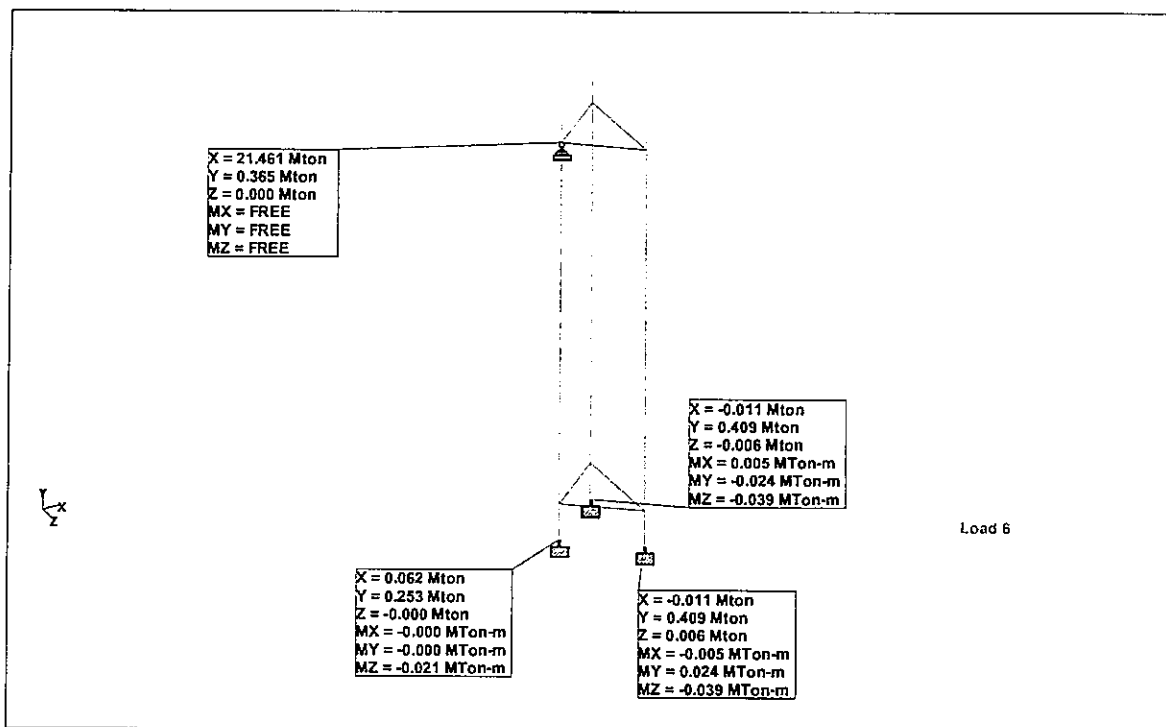 X = 21.461 Mton
Y = 0.365 Mton
Z = 0.000 Mton
MX = FREE
MY = FREE
MZ = FREE
X = -0.011 Mton
Y = 0.409 Mton
Z = -0.006 Mton
MX = 0.005 MTon-m
MY = -0.024 MTon-m
MZ = -0.039 MTon-m
Y
X
Z
Load 6
X = 0.062 Mton
Y = 0.253 Mton
Z = -0.000 Mton
MX = -0.000 MTon-m
MY = -0.000 MTon-m
MZ = -0.021 MTon-m
X = -0.011 Mton
Y = 0.409 Mton
Z = 0.006 Mton
MX = -0.005 MTon-m
MY = 0.024 MTon-m
MZ = -0.039 MTon-m